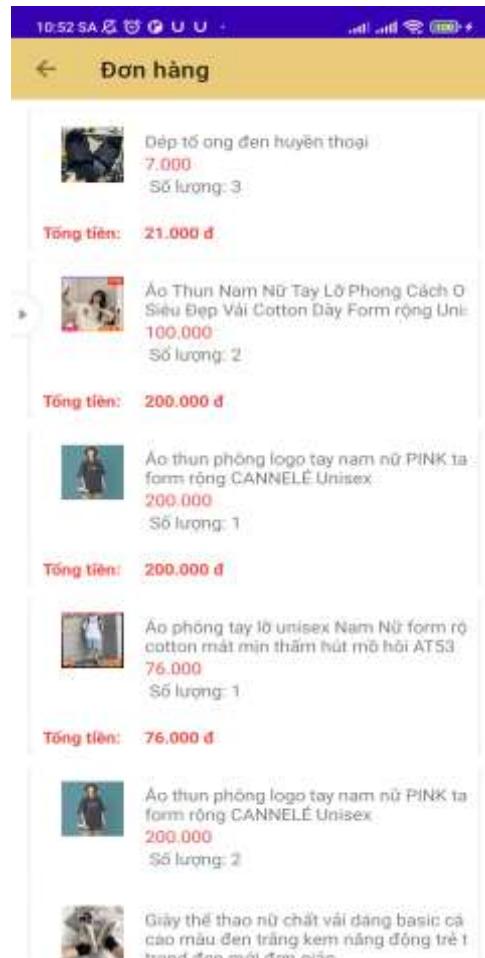 10:52 SA
Đơn hàng
Dép tổ ong đen huyền thoại
7.000
Số lượng: 3
Tổng tiền: 21.000 đ
Áo Thun Nam Nữ Tay Lỡ Phong Cách O
Siêu Đẹp Vải Cotton Dày Form rộng Uni
100.000
Số lượng: 2
Tổng tiền: 200.000 đ
Áo thun phông logo tay nam nữ PINK ta
form rộng CANNELÉ Unisex
200.000
Số lượng: 1
Tổng tiền: 200.000 đ
Áo phông tay lỡ unisex Nam Nữ form rộ
cotton mát mịn thấm hút mồ hôi AT53
76.000
Số lượng: 1
Tổng tiền: 76.000 đ
Áo thun phông logo tay nam nữ PINK ta
form rộng CANNELÉ Unisex
200.000
Số lượng: 2
Giày thể thao nữ chất vải dáng basic cá
cao màu đen trắng kem năng động trẻ t